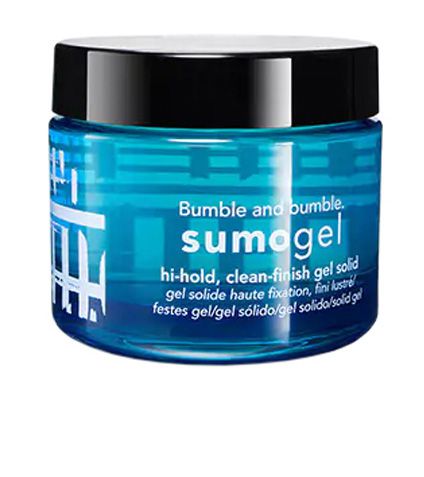 Bumble and bumble.
sumogel
hi-hold, clean-finish gel solid
gel solide haute fixation, fini lustré/
festes gel/gel sólido/gel solido/solid gel